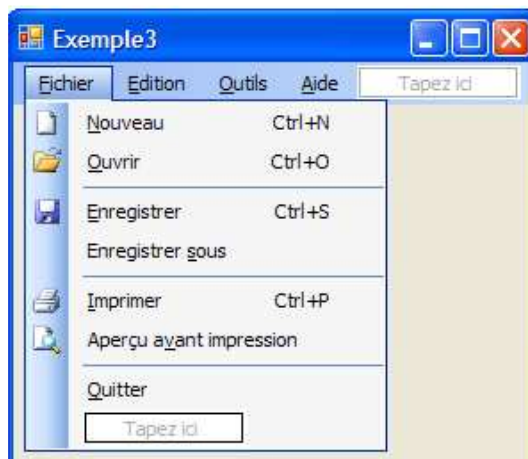 Exemple3
Fichier Edition Outils Aide Tapez ici
Nouveau Ctrl+N
Ouvrir Ctrl+O
Enregistrer Ctrl+S
Enregistrer sous
Imprimer Ctrl+P
Aperçu avant impression
Quitter
Tapez ici